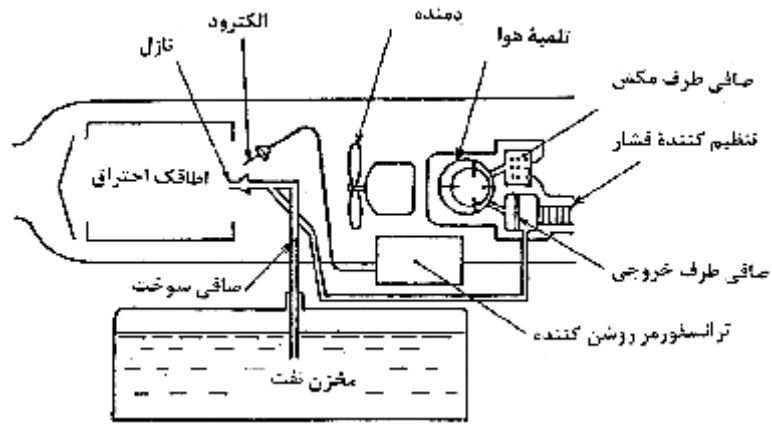 الکترود
دمنده
نازل
تلمبهٔ هوا
صافی طرف مکش
تنظیم کنندهٔ فشار
اطاقک احتراق
صافی سوخت
صافی طرف خروجی
ترانسفورمر روشن کننده
مخزن نفت